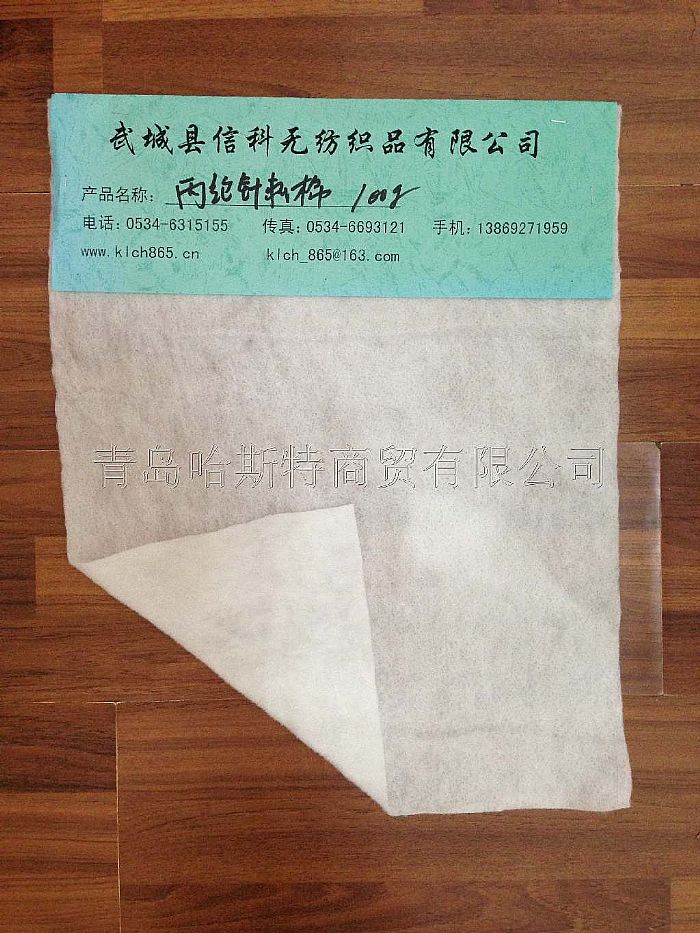 武城县信科无纺织品有限公司
产品名称: 丙纶针轧棉 100g
电话: 0534-6315155 传真: 0534-6693121 手机: 13869271959
www.klch865.cn klch_865@163.com
青岛哈斯特商贸有限公司